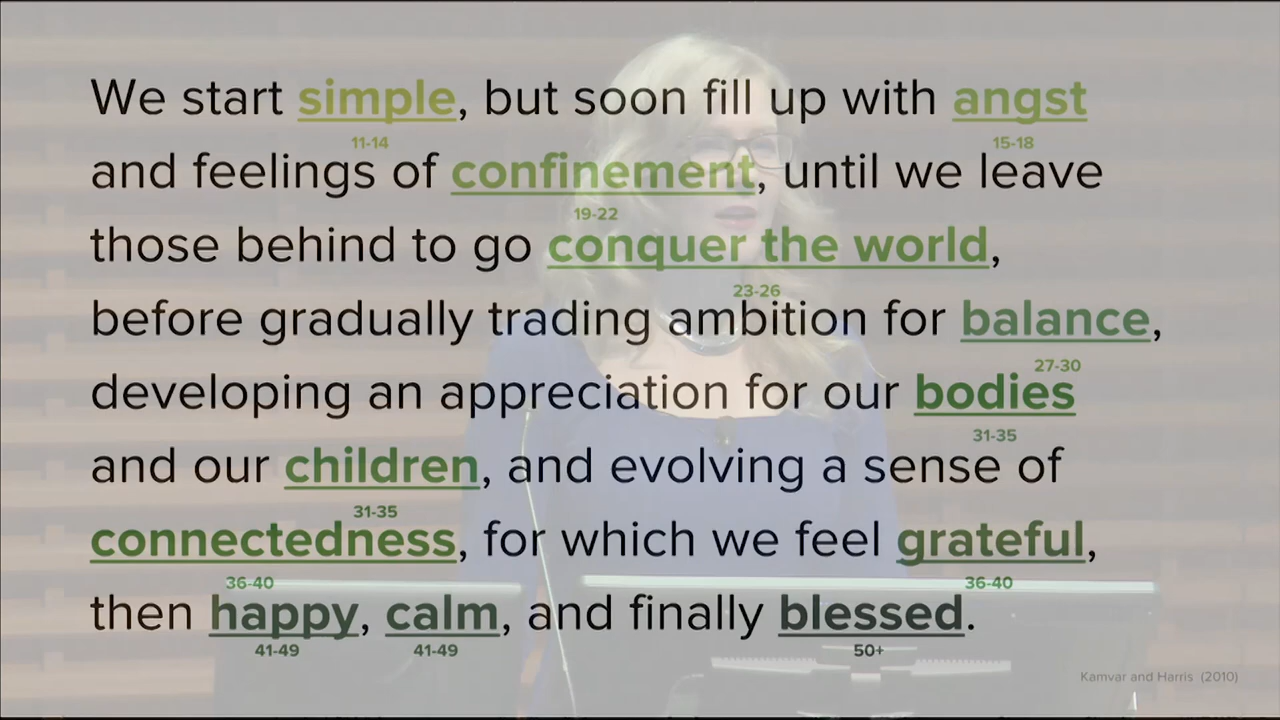 We start simple, but soon fill up with angst
11-14 15-18
and feelings of confinement, until we leave
19-22
those behind to go conquer the world,
23-26
before gradually trading ambition for balance,
27-30
developing an appreciation for our bodies
31-35
and our children, and evolving a sense of
31-35
connectedness, for which we feel grateful,
36-40 36-40
then happy, calm, and finally blessed.
41-49 41-49 50+
Kamvar and Harris (2010)